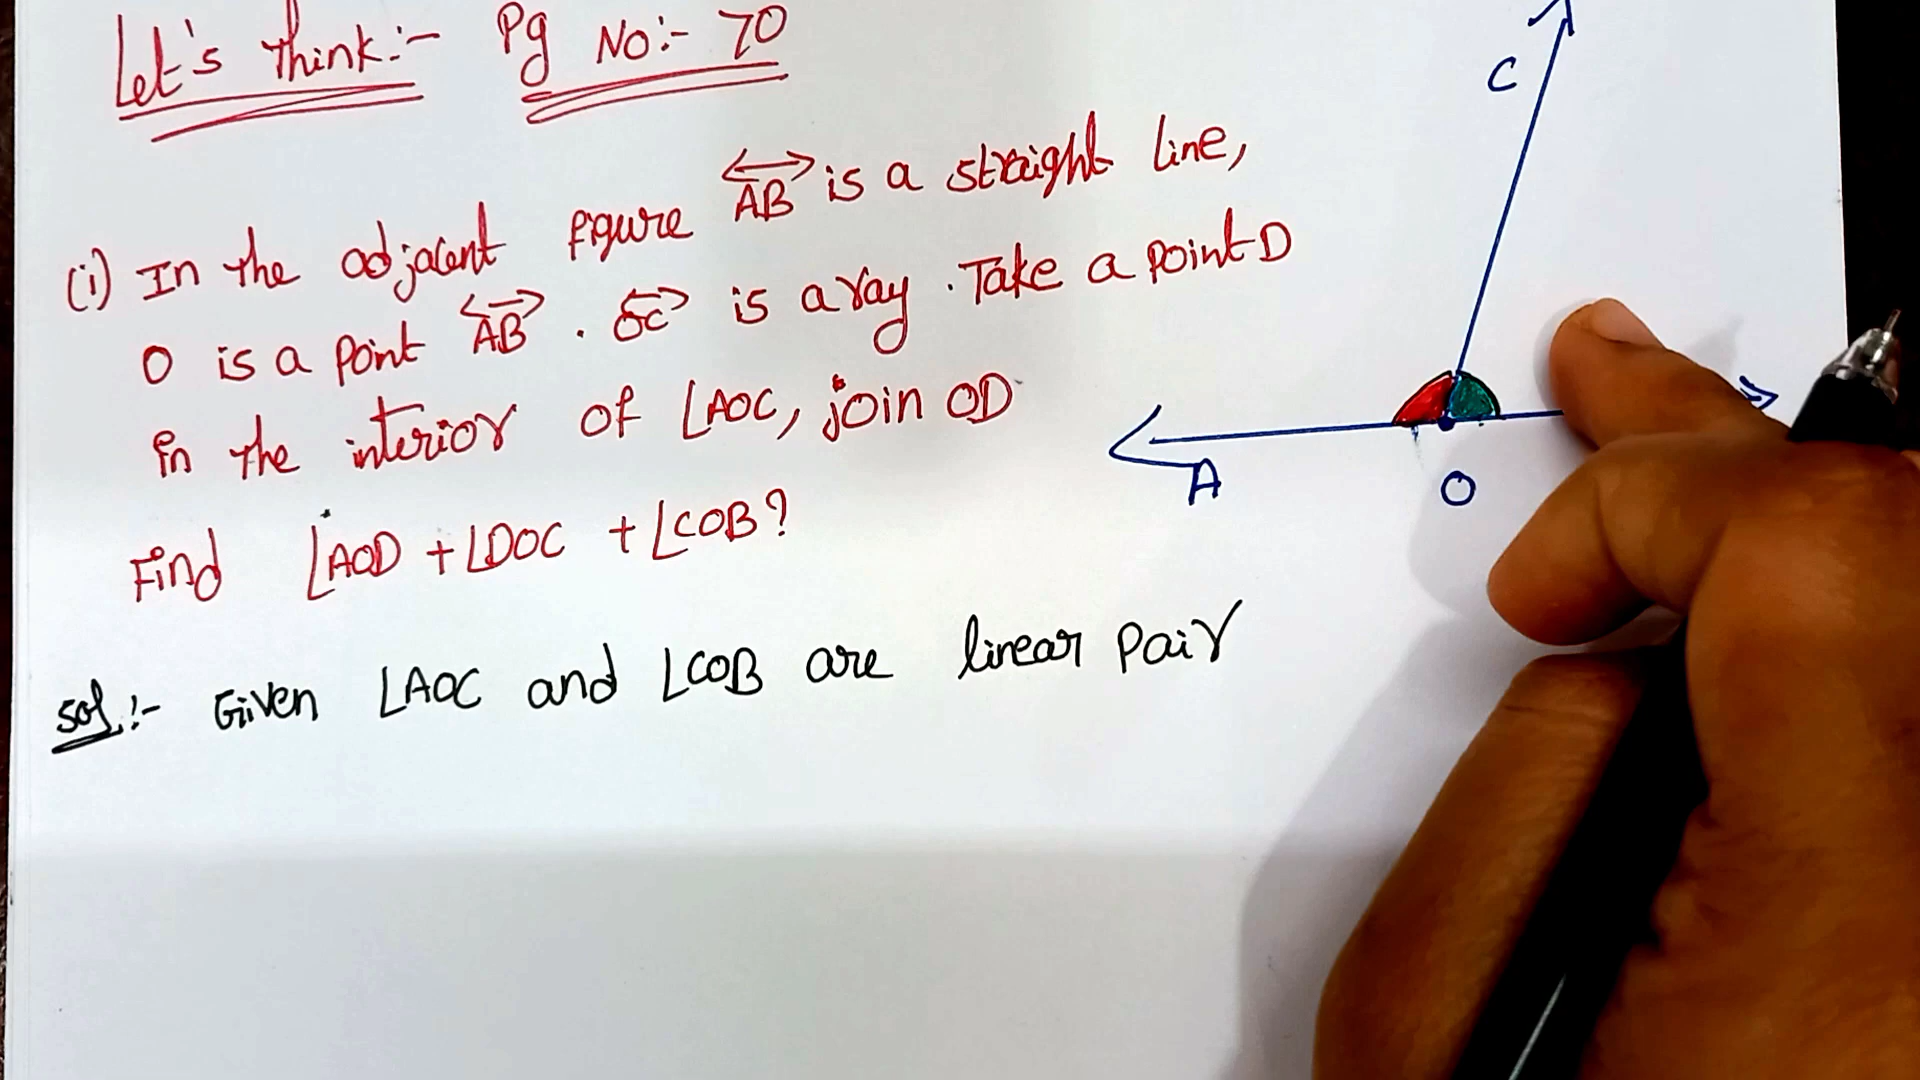 Let's think:- Pg No:- 70
(i) In the adjacent figure AB is a straight line,
O is a point AB . OC is a ray . Take a point D
in the interior of ∠AOC, join OD
Find ∠AOD + ∠DOC + ∠COB?
Sol:- Given ∠AOC and ∠COB are linear pair
C
A
O